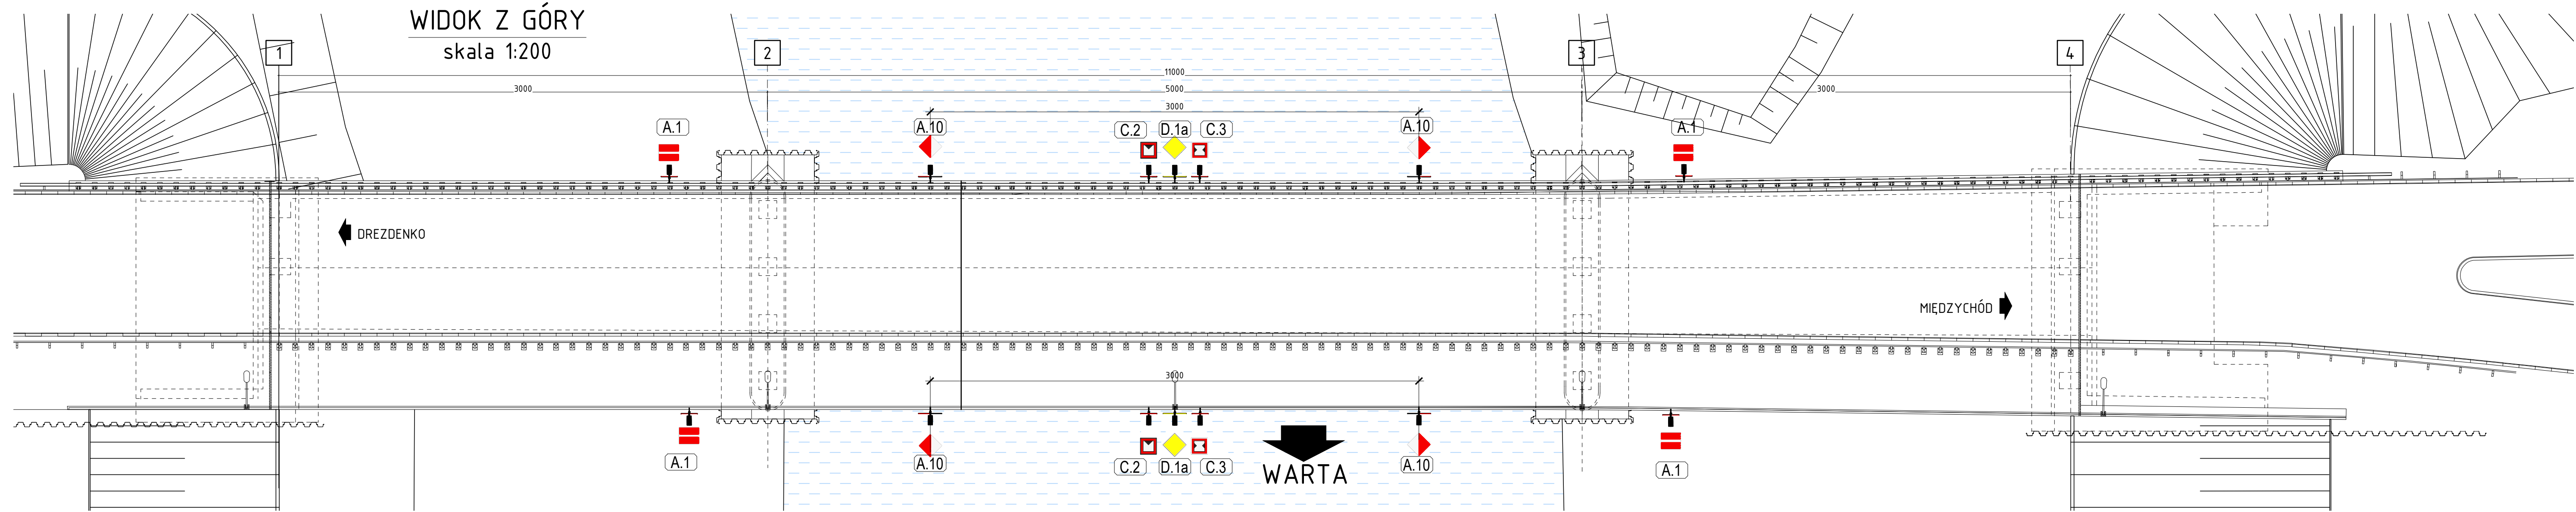 WIDOK Z GÓRY
skala 1:200
1
2
3
4
11000
3000
5000
3000
3000
A.1
A.10
C.2
D.1a
C.3
A.10
A.1
DREZDENKO
MIĘDZYCHÓD
3000
A.1
A.10
C.2
D.1a
C.3
A.10
A.1
WARTA